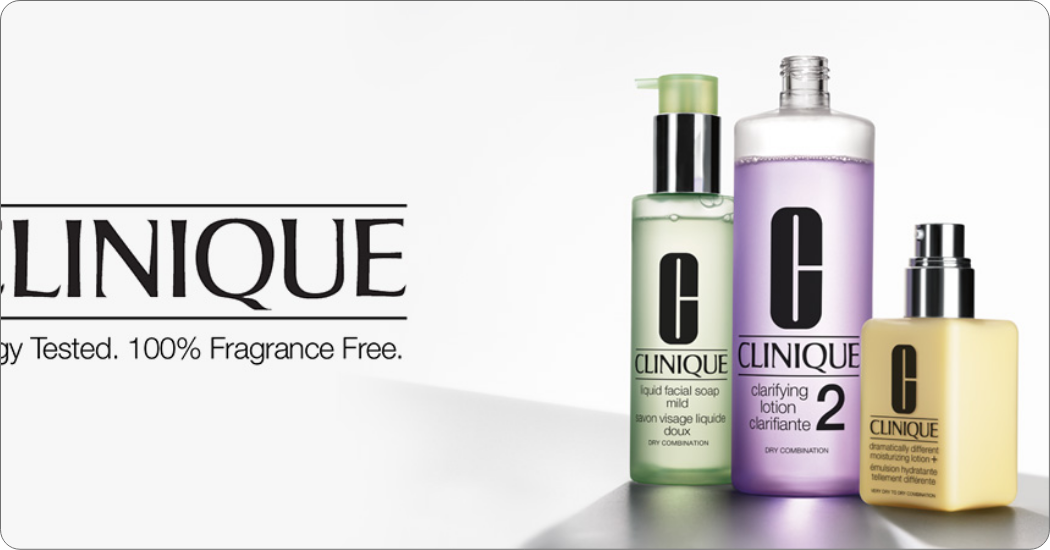 CLINIQUE
gy Tested. 100% Fragrance Free.
C
CLINIQUE
liquid facial soap
mild
savon visage liquide
doux
DRY COMBINATION
C
CLINIQUE
clarifying
lotion
clarifiante
2
DRY COMBINATION
C
CLINIQUE
dramatically different
moisturizing lotion+
émulsion hydratante
tellement différente
VERY DRY TO DRY COMBINATION